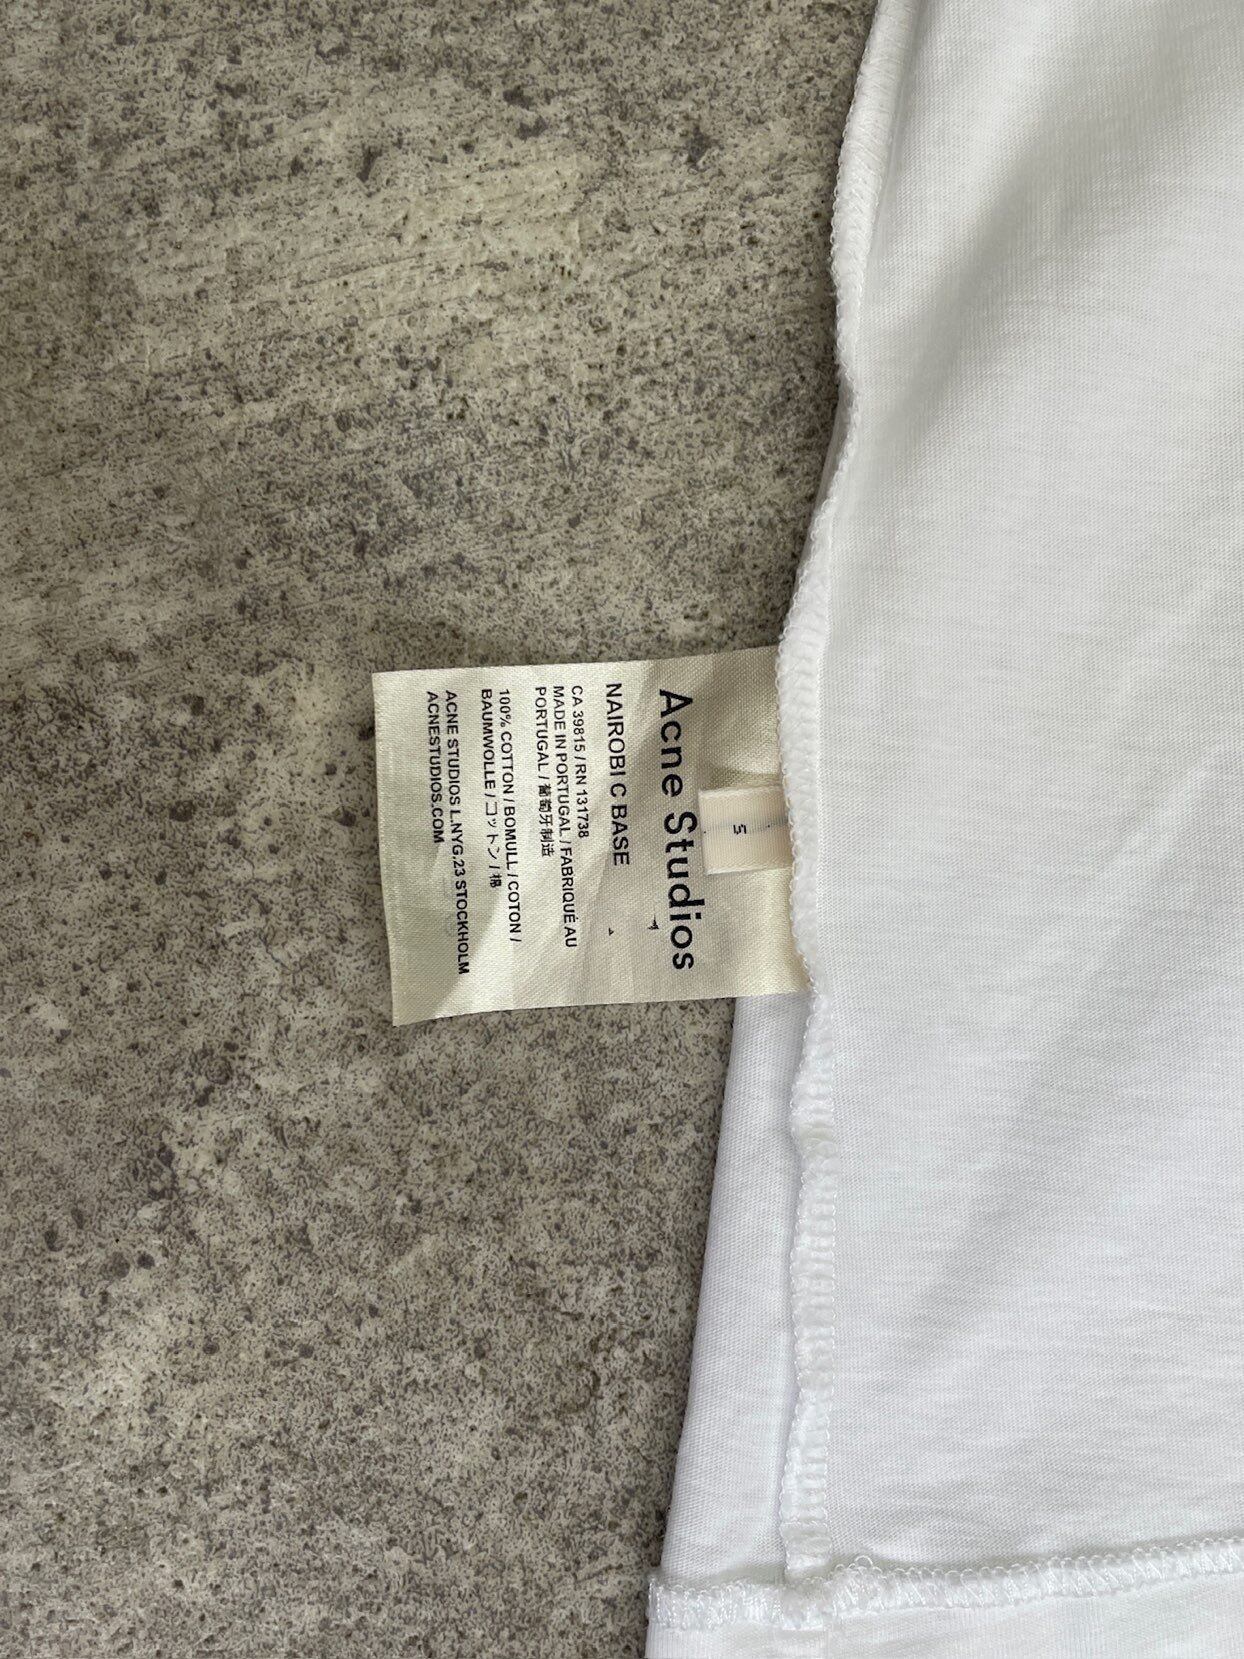 S
Acne Studios
NAIROBI C BASE
CA 39815 / RN 131738
MADE IN PORTUGAL / FABRIQUÉ AU
PORTUGAL / 葡萄牙制造
100% COTTON / BOMULL / COTON /
BAUMWOLLE / コットン / 棉
ACNE STUDIOS L.NYG.23 STOCKHOLM
ACNESTUDIOS.COM